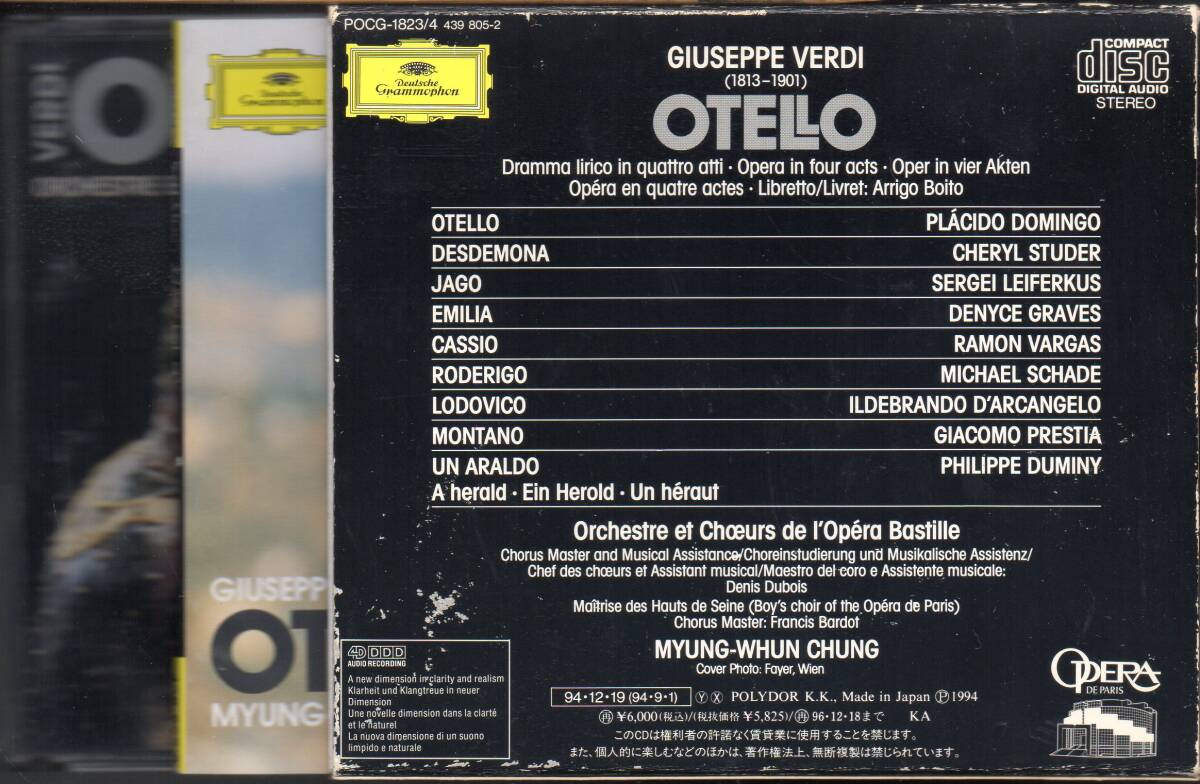 VERDI
O
ORCHESTRE
Deutsche
Grammophon
GIUSEPP
OT
MYUNG-
POCG-1823/4 439 805-2
Deutsche
Grammophon
GIUSEPPE VERDI
(1813-1901)
OTELLO
COMPACT
disc
DIGITAL AUDIO
STEREO
Dramma lirico in quattro atti · Opera in four acts · Oper in vier Akten
Opéra en quatre actes · Libretto/Livret: Arrigo Boito
OTELLO PLÁCIDO DOMINGO
DESDEMONA CHERYL STUDER
JAGO SERGEI LEIFERKUS
EMILIA DENYCE GRAVES
CASSIO RAMON VARGAS
RODERIGO MICHAEL SCHADE
LODOVICO ILDEBRANDO D'ARCANGELO
MONTANO GIACOMO PRESTIA
UN ARALDO PHILIPPE DUMINY
A herald · Ein Herold · Un héraut
Orchestre et Chœurs de l'Opéra Bastille
Chorus Master and Musical Assistance/Choreinstudierung und Musikalische Assistenz/
Chef des chœurs et Assistant musical/Maestro del coro e Assistente musicale:
Denis Dubois
Maîtrise des Hauts de Seine (Boy's choir of the Opéra de Paris)
Chorus Master: Francis Bardot
MYUNG-WHUN CHUNG
Cover Photo: Fayer, Wien
4D DDD
AUDIO RECORDING
A new dimension in clarity and realism
Klarheit und Klangtreue in neuer
Dimension
Une novelle dimension dans la clarté
et le naturel
La nuova dimensione di un suono
limpido e naturale
94·12·19 (94·9·1) Ⓨ Ⓧ POLYDOR K.K., Made in Japan Ⓟ1994
㊢¥6,000(税込)/(税抜価格 ¥5,825)/㊢96·12·18まで KA
このCDは権利者の許諾なく賃貸業に使用することを禁じます。
また、個人的に楽しむなどのほかは、著作権法上、無断複製は禁じられています。
OPERA
DE PARIS